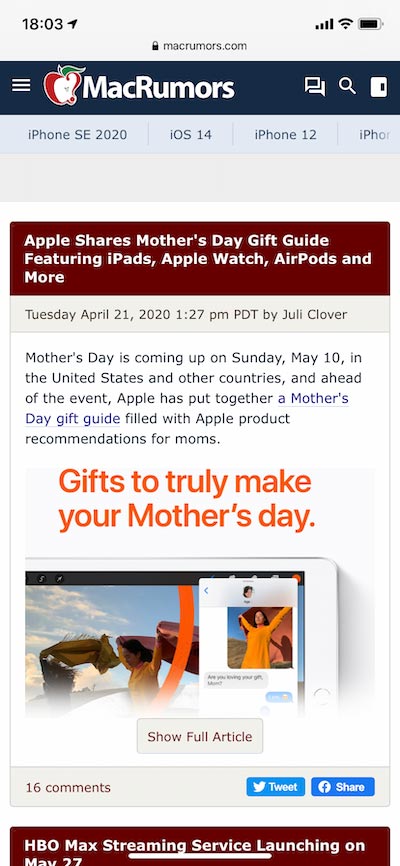 18:03
macrumors.com
MacRumors
iPhone SE 2020 iOS 14 iPhone 12 iPhor
Apple Shares Mother's Day Gift Guide
Featuring iPads, Apple Watch, AirPods and
More
Tuesday April 21, 2020 1:27 pm PDT by Juli Clover
Mother's Day is coming up on Sunday, May 10, in
the United States and other countries, and ahead
of the event, Apple has put together a Mother's
Day gift guide filled with Apple product
recommendations for moms.
Gifts to truly make
your Mother's day.
Are you loving your gift,
Mom?
Show Full Article
16 comments Tweet Share
HBO Max Streaming Service Launching on
May 27